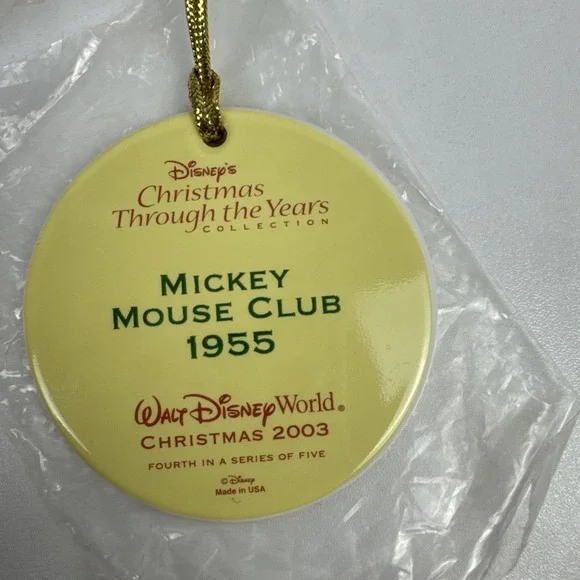 Disney's
Christmas
Through the Years
COLLECTION
MICKEY
MOUSE CLUB
1955
Walt Disney World®
CHRISTMAS 2003
FOURTH IN A SERIES OF FIVE
© Disney
Made in USA